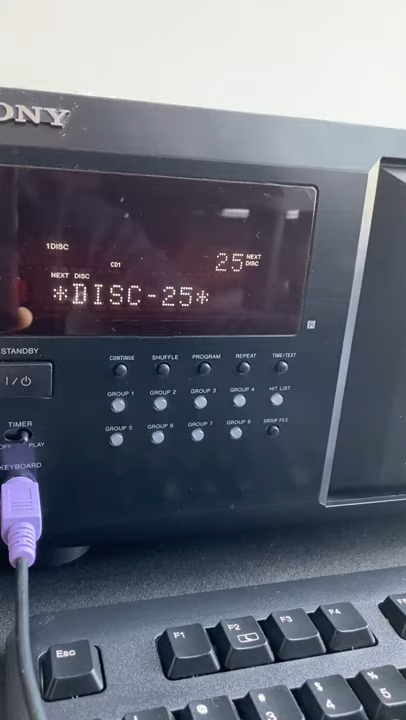 ONY
1DISC
CD1
25 NEXT DISC
NEXT DISC
*DISC-25*
STANDBY
I/⏻
CONTINUE SHUFFLE PROGRAM REPEAT TIME/TEXT
GROUP 1 GROUP 2 GROUP 3 GROUP 4 HIT LIST
TIMER
OFF PLAY
GROUP 5 GROUP 6 GROUP 7 GROUP 8 GROUP FILE
KEYBOARD
Esc F1 F2 F3 F4
# $ %
4 5